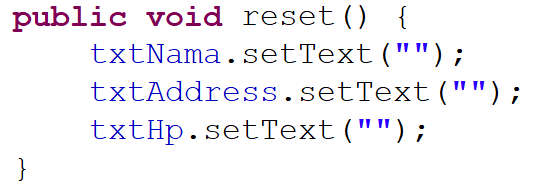 public void reset() {
    txtNama.setText("");
    txtAddress.setText("");
    txtHp.setText("");
}